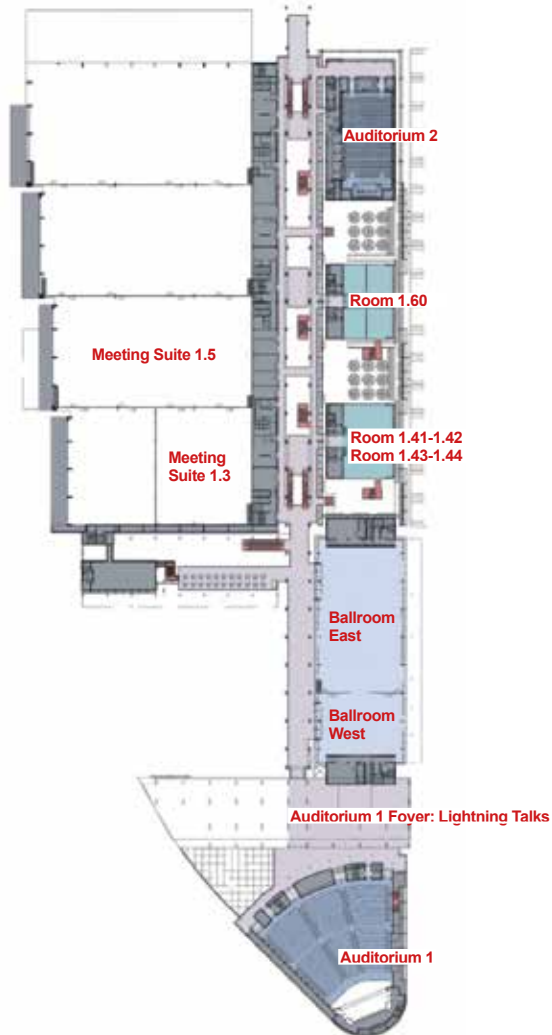 Auditorium 2
Room 1.60
Meeting Suite 1.5
Room 1.41-1.42
Room 1.43-1.44
Meeting
Suite 1.3
Ballroom
East
Ballroom
West
Auditorium 1 Foyer: Lightning Talks
Auditorium 1